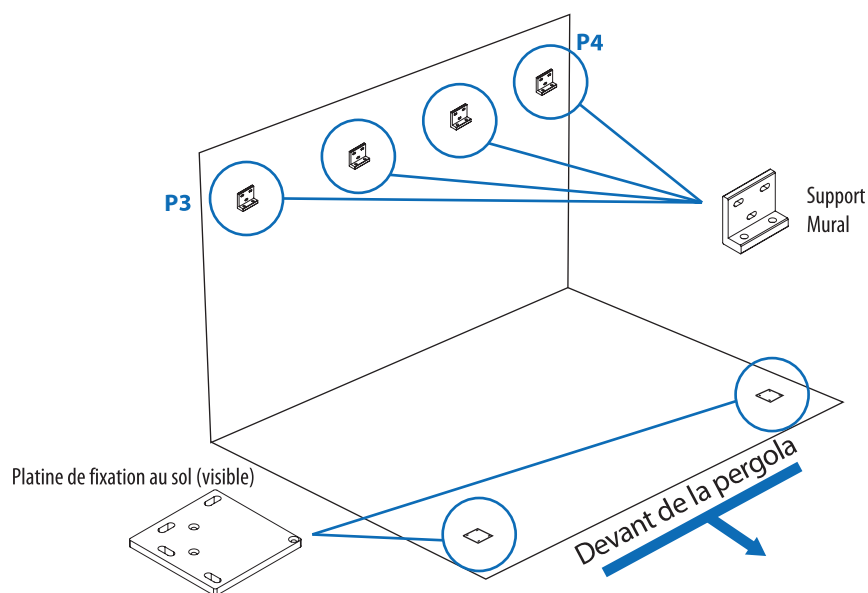 P4
P3
Support
Mural
Platine de fixation au sol (visible)
Devant de la pergola